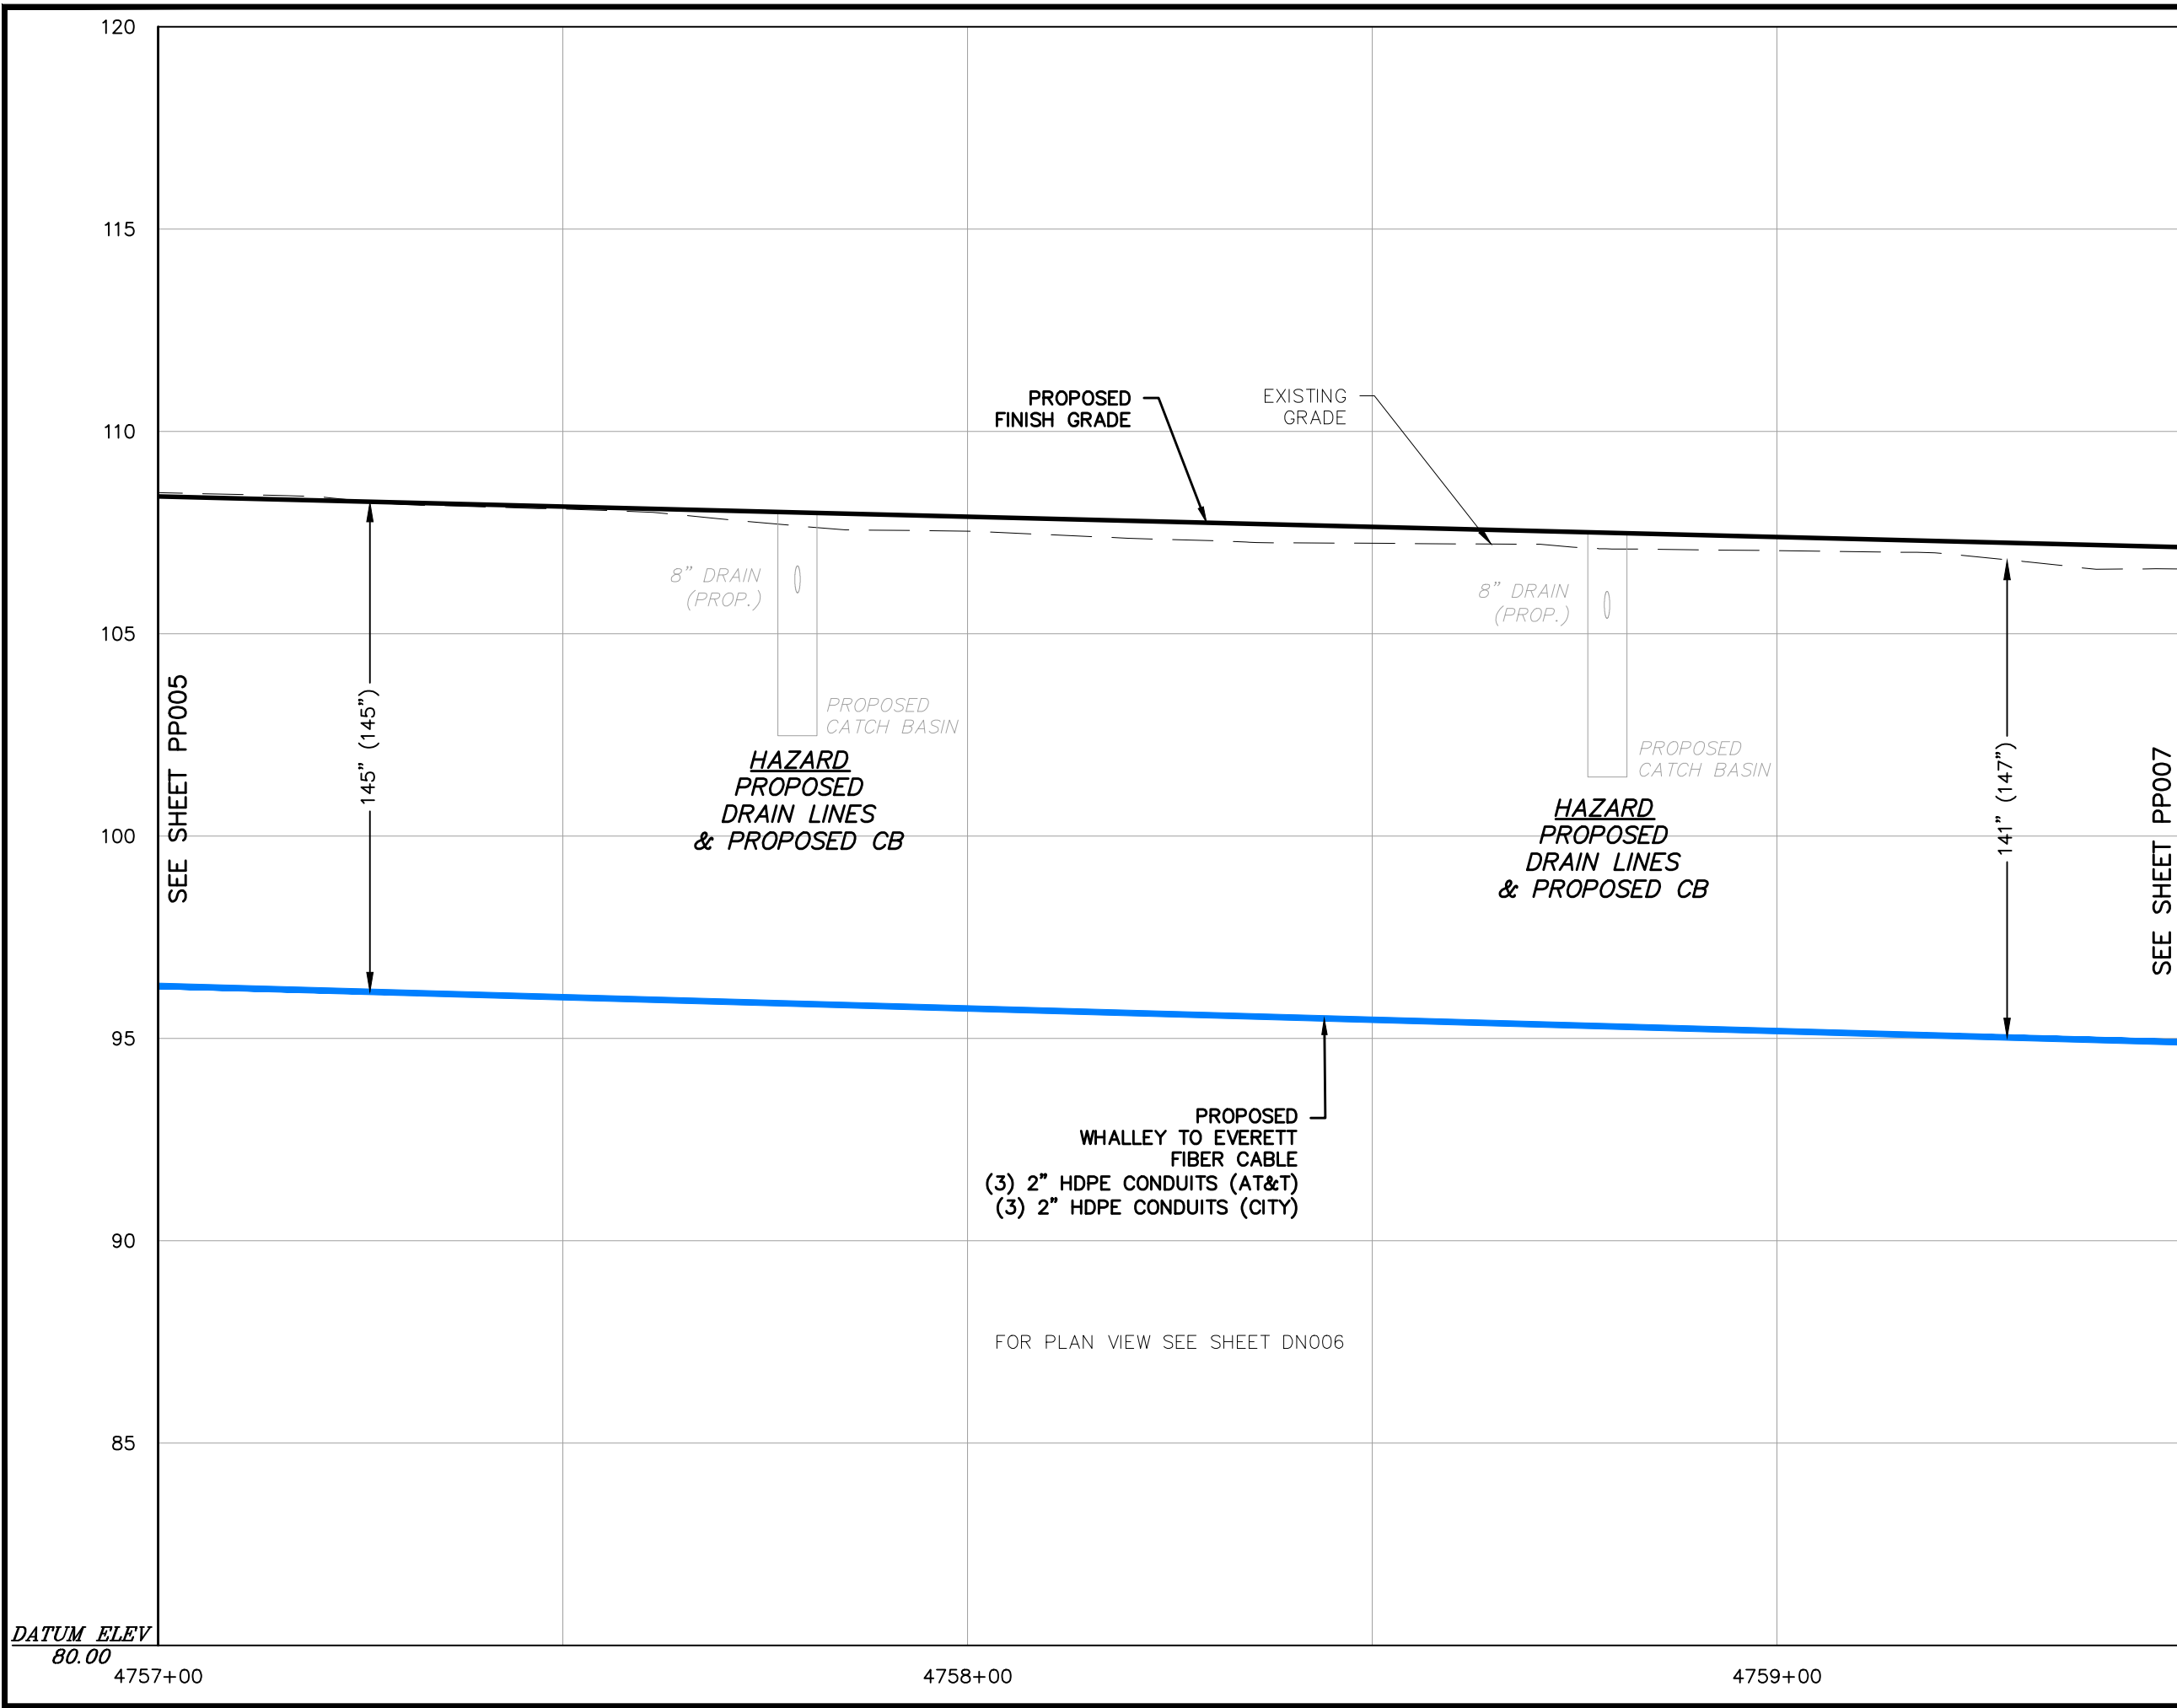 120
115
110
105
100
95
90
85
DATUM ELEV
80.00
4757+00
4758+00
4759+00
SEE SHEET PP005
145” (145”)
8” DRAIN
(PROP.)
PROPOSED
CATCH BASIN
HAZARD
PROPOSED
DRAIN LINES
& PROPOSED CB
PROPOSED
FINISH GRADE
EXISTING
GRADE
8” DRAIN
(PROP.)
PROPOSED
CATCH BASIN
HAZARD
PROPOSED
DRAIN LINES
& PROPOSED CB
141” (147”)
SEE SHEET PP007
PROPOSED
WHALLEY TO EVERETT
FIBER CABLE
(3) 2” HDPE CONDUITS (AT&T)
(3) 2” HDPE CONDUITS (CITY)
FOR PLAN VIEW SEE SHEET DN006